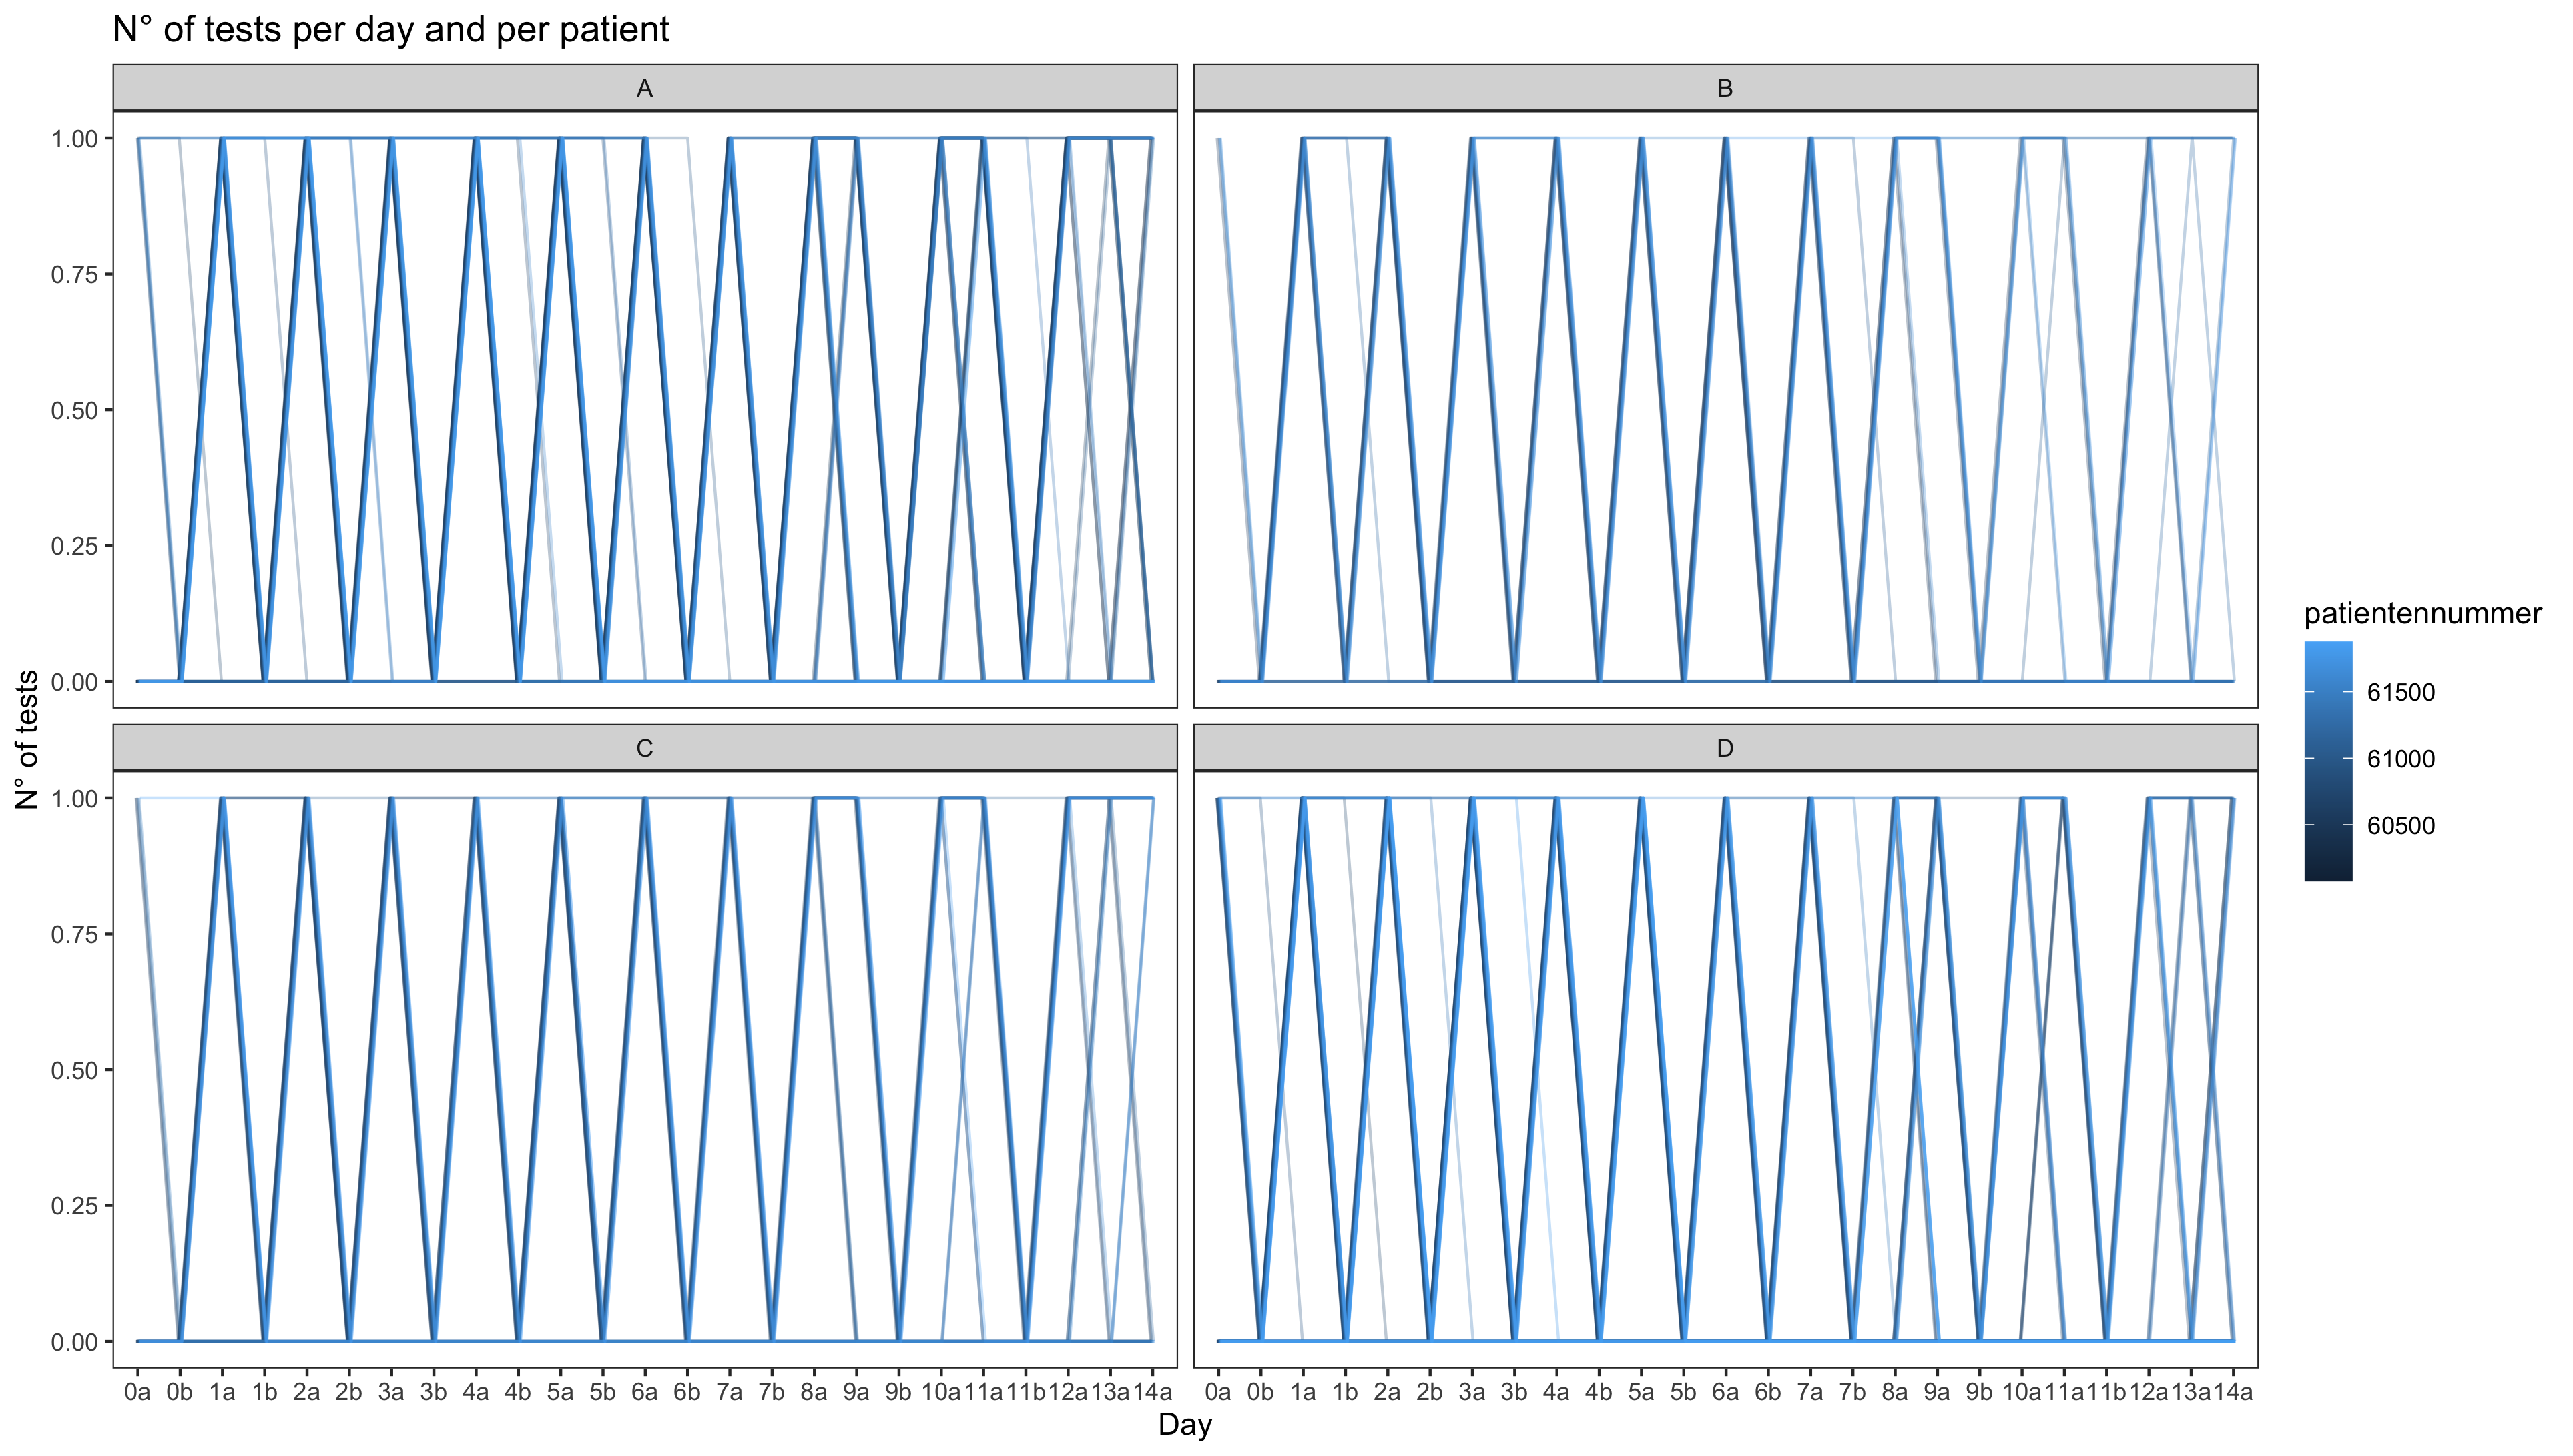 N° of tests per day and per patient
A
B
1.00
0.75
0.50
0.25
0.00
C
D
1.00
0.75
0.50
0.25
0.00
N° of tests
0a 0b 1a 1b 2a 2b 3a 3b 4a 4b 5a 5b 6a 6b 7a 7b 8a 9a 9b 10a 11a 11b 12a 13a 14a
0a 0b 1a 1b 2a 2b 3a 3b 4a 4b 5a 5b 6a 6b 7a 7b 8a 9a 9b 10a 11a 11b 12a 13a 14a
Day
patientennummer
61500
61000
60500